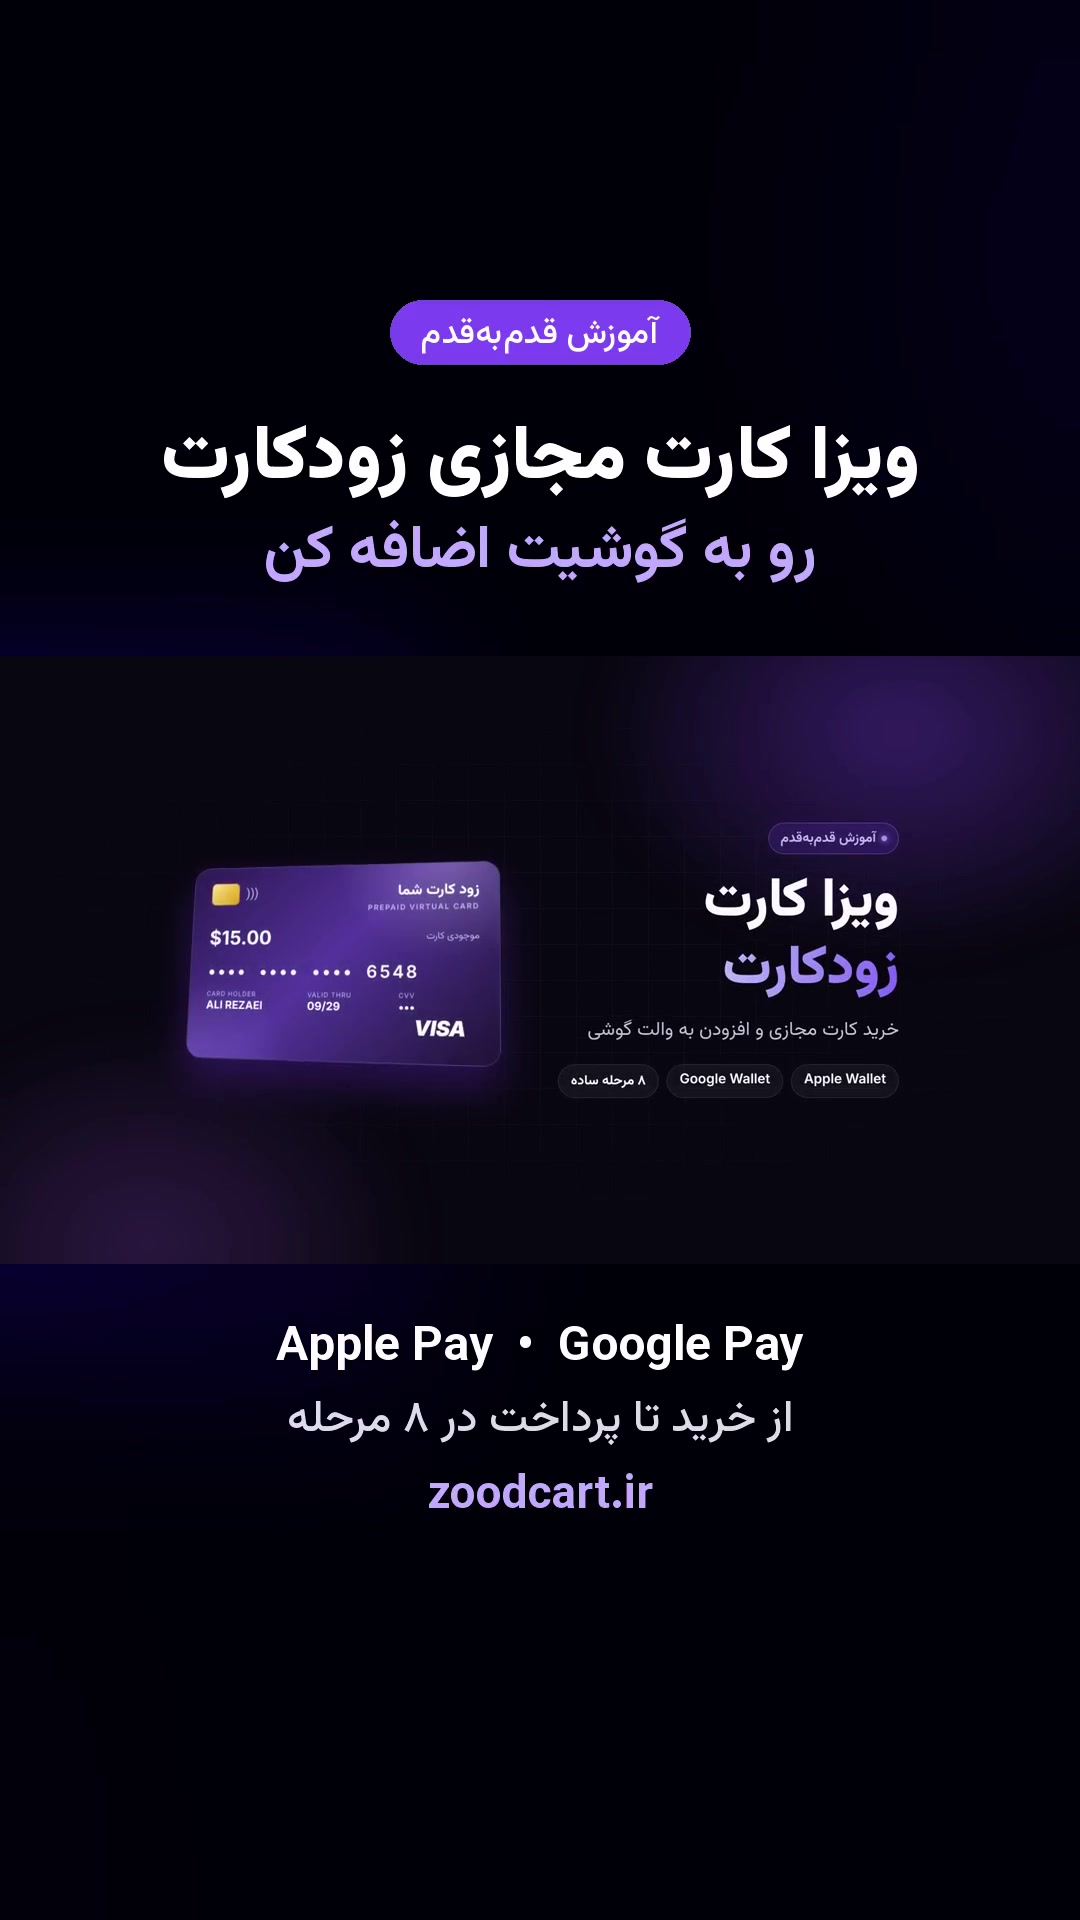 آموزش قدم‌به‌قدم
ویزا کارت مجازی زودکارت
رو به گوشیت اضافه کن
آموزش قدم‌به‌قدم
ویزا کارت
زودکارت
خرید کارت مجازی و افزودن به والت گوشی
Apple Wallet
Google Wallet
۸ مرحله ساده
زود کارت شما
PREPAID VIRTUAL CARD
موجودی کارت
$15.00
•••• •••• •••• 6548
CARD HOLDER VALID THRU CVV
ALI REZAEI 09/29 •••
VISA
Apple Pay • Google Pay
از خرید تا پرداخت در ۸ مرحله
zoodcart.ir